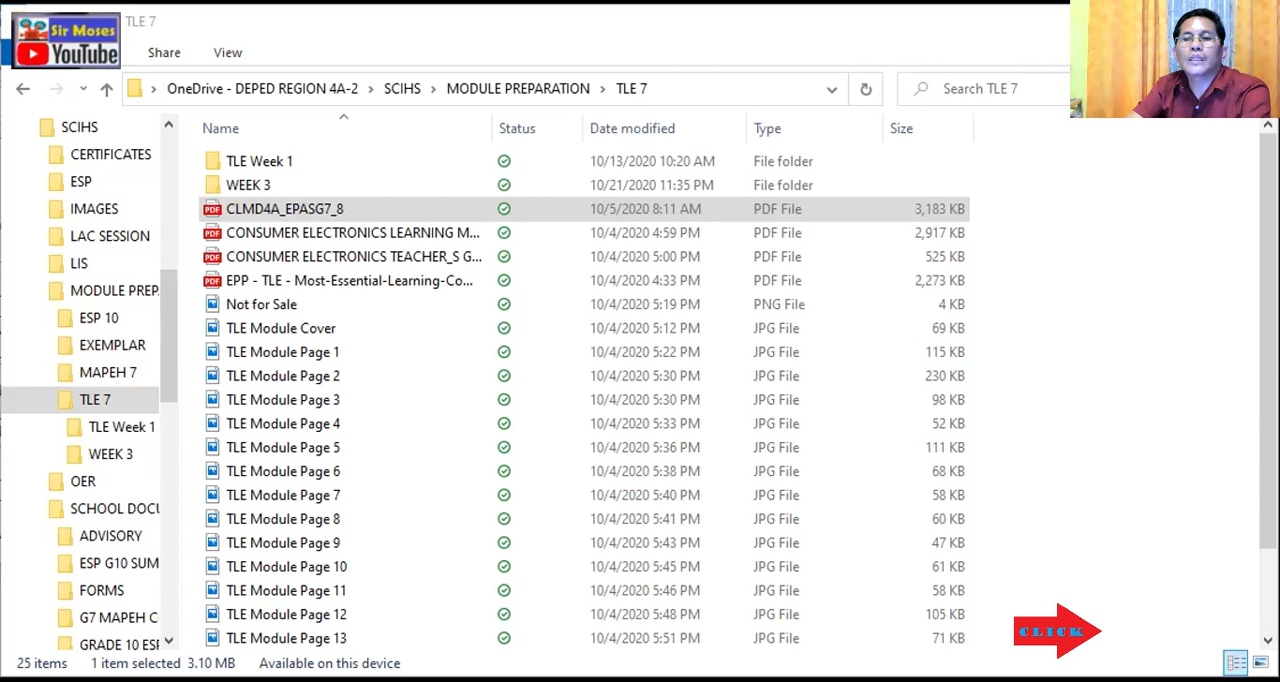 Sir Moses
YouTube
TLE 7
Share View
OneDrive - DEPED REGION 4A-2 › SCIHS › MODULE PREPARATION › TLE 7
Search TLE 7
SCIHS
CERTIFICATES
ESP
IMAGES
LAC SESSION
LIS
MODULE PREP
ESP 10
EXEMPLAR
MAPEH 7
TLE 7
TLE Week 1
WEEK 3
OER
SCHOOL DOCU
ADVISORY
ESP G10 SUM
FORMS
G7 MAPEH C
GRADE 10 ESP
Name Status Date modified Type Size
TLE Week 1 10/13/2020 10:20 AM File folder
WEEK 3 10/21/2020 11:35 PM File folder
PDF CLMD4A_EPASG7_8 10/5/2020 8:11 AM PDF File 3,183 KB
PDF CONSUMER ELECTRONICS LEARNING M... 10/4/2020 4:59 PM PDF File 2,917 KB
PDF CONSUMER ELECTRONICS TEACHER_S G... 10/4/2020 5:00 PM PDF File 525 KB
PDF EPP - TLE - Most-Essential-Learning-Co... 10/4/2020 4:33 PM PDF File 2,273 KB
Not for Sale 10/4/2020 5:19 PM PNG File 4 KB
TLE Module Cover 10/4/2020 5:12 PM JPG File 69 KB
TLE Module Page 1 10/4/2020 5:22 PM JPG File 115 KB
TLE Module Page 2 10/4/2020 5:30 PM JPG File 230 KB
TLE Module Page 3 10/4/2020 5:30 PM JPG File 98 KB
TLE Module Page 4 10/4/2020 5:33 PM JPG File 52 KB
TLE Module Page 5 10/4/2020 5:36 PM JPG File 111 KB
TLE Module Page 6 10/4/2020 5:38 PM JPG File 68 KB
TLE Module Page 7 10/4/2020 5:40 PM JPG File 58 KB
TLE Module Page 8 10/4/2020 5:41 PM JPG File 60 KB
TLE Module Page 9 10/4/2020 5:43 PM JPG File 47 KB
TLE Module Page 10 10/4/2020 5:45 PM JPG File 61 KB
TLE Module Page 11 10/4/2020 5:46 PM JPG File 58 KB
TLE Module Page 12 10/4/2020 5:48 PM JPG File 105 KB
TLE Module Page 13 10/4/2020 5:51 PM JPG File 71 KB
CLICK
25 items 1 item selected 3.10 MB Available on this device